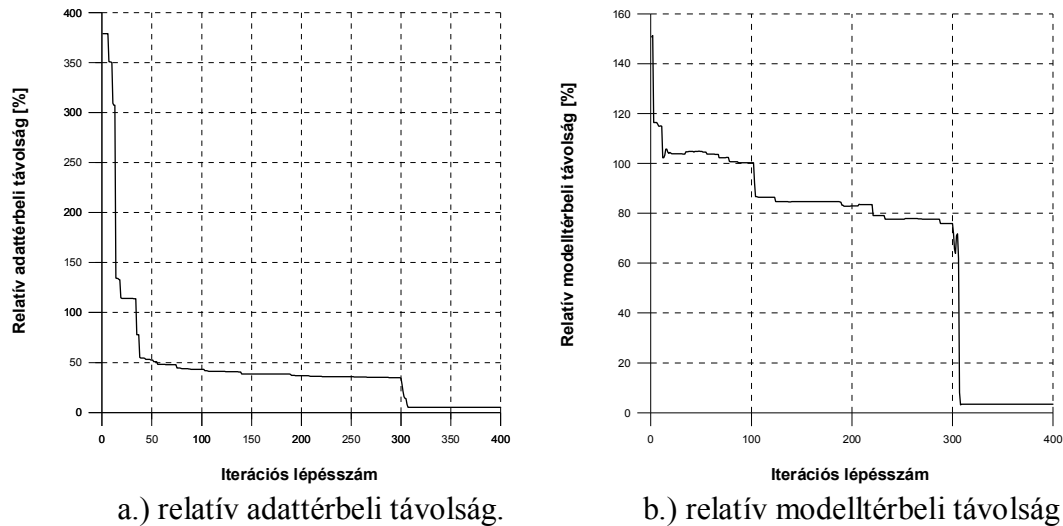 400
350
300
250
200
150
100
50
0
Relatív adattérbeli távolság [%]
0 50 100 150 200 250 300 350 400
Iterációs lépésszám
a.) relatív adattérbeli távolság.
160
140
120
100
80
60
40
20
0
Relatív modelltérbeli távolság [%]
0 100 200 300 400
Iterációs lépésszám
b.) relatív modelltérbeli távolság